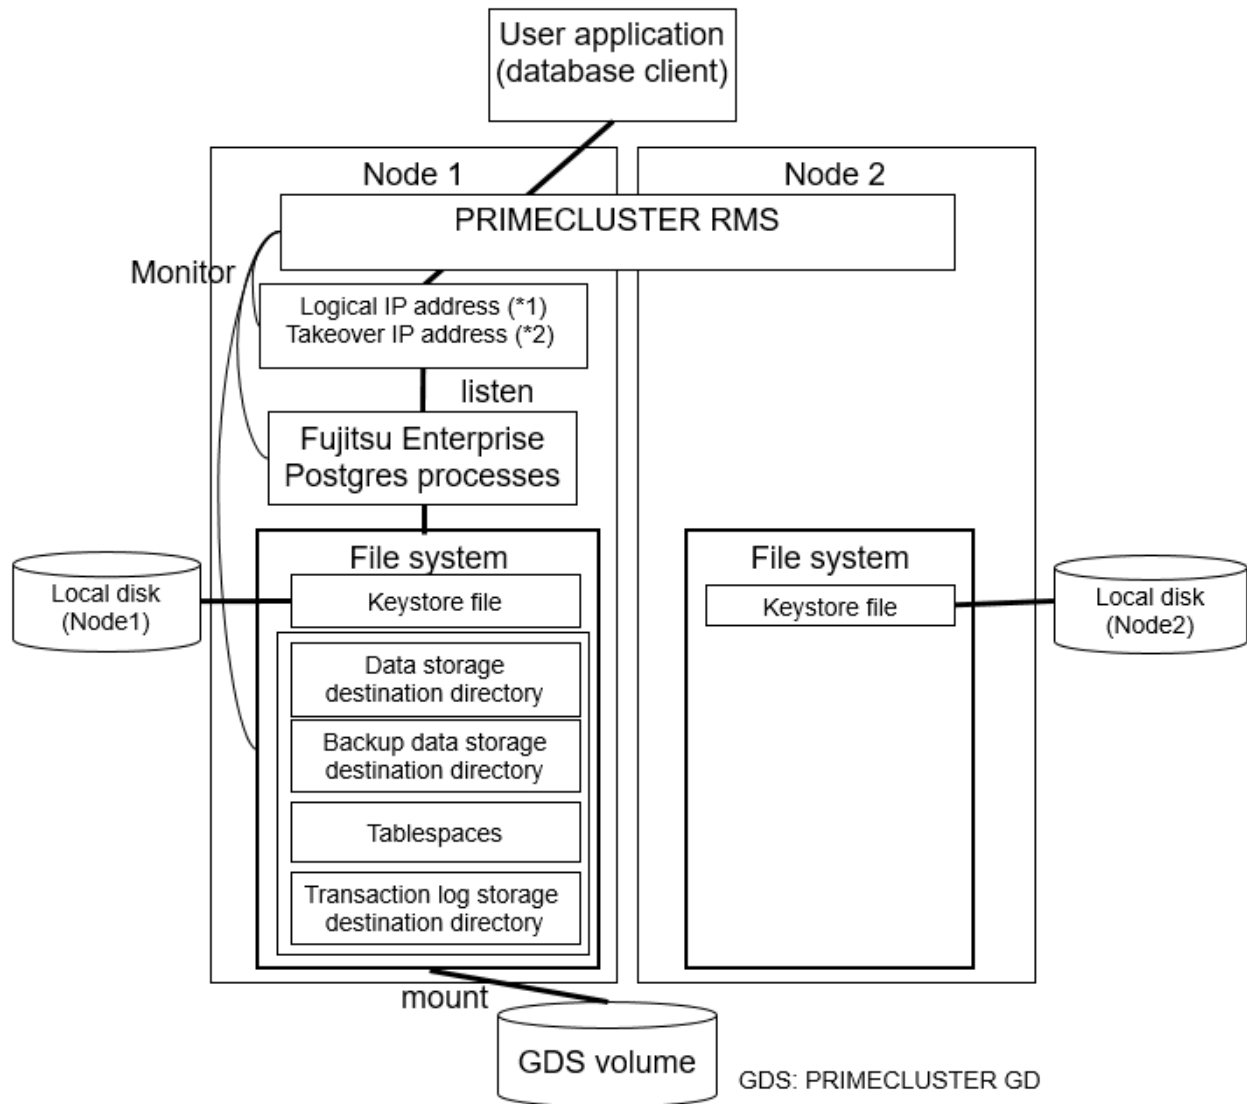 User application
(database client)
Node 1
Node 2
PRIMECLUSTER RMS
Monitor
Logical IP address (*1)
Takeover IP address (*2)
listen
Fujitsu Enterprise
Postgres processes
File system
File system
Keystore file
Keystore file
Local disk
(Node1)
Local disk
(Node2)
Data storage
destination directory
Backup data storage
destination directory
Tablespaces
Transaction log storage
destination directory
mount
GDS volume
GDS: PRIMECLUSTER GD